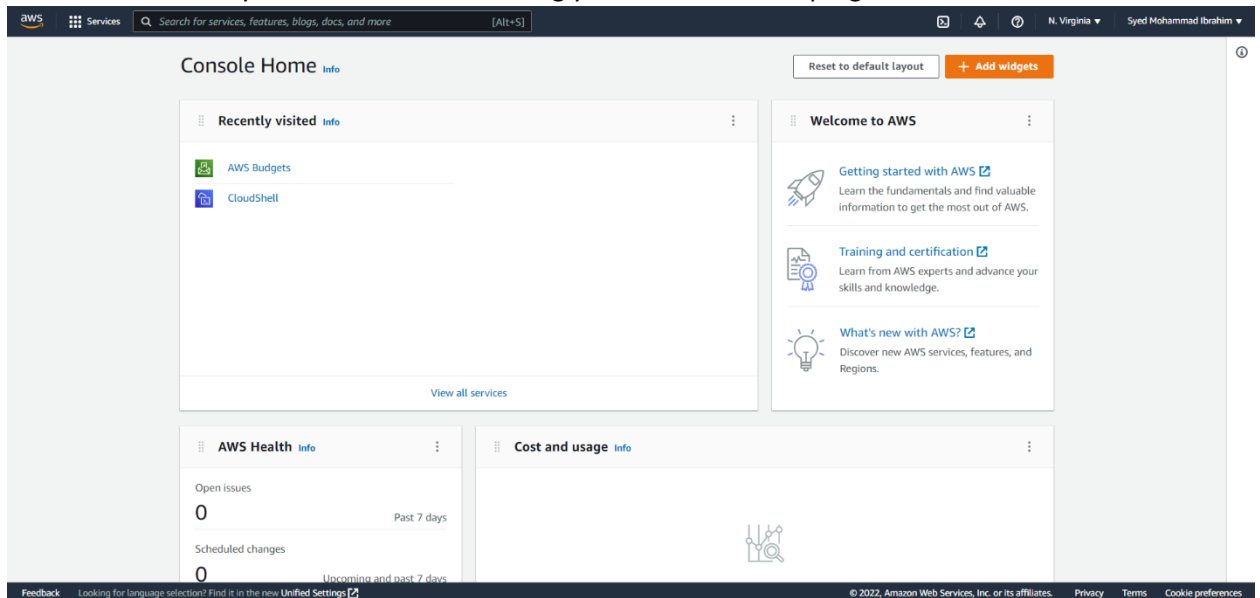 aws Services Search for services, features, blogs, docs, and more [Alt+S] N. Virginia ▼ Syed Mohammad Ibrahim ▼
Console Home Info
Reset to default layout + Add widgets
Recently visited Info
AWS Budgets
CloudShell
View all services
Welcome to AWS
Getting started with AWS
Learn the fundamentals and find valuable
information to get the most out of AWS.
Training and certification
Learn from AWS experts and advance your
skills and knowledge.
What's new with AWS?
Discover new AWS services, features, and
Regions.
AWS Health Info
Open issues
0 Past 7 days
Scheduled changes
0 Upcoming and past 7 days
Cost and usage Info
Feedback Looking for language selection? Find it in the new Unified Settings © 2022, Amazon Web Services, Inc. or its affiliates. Privacy Terms Cookie preferences